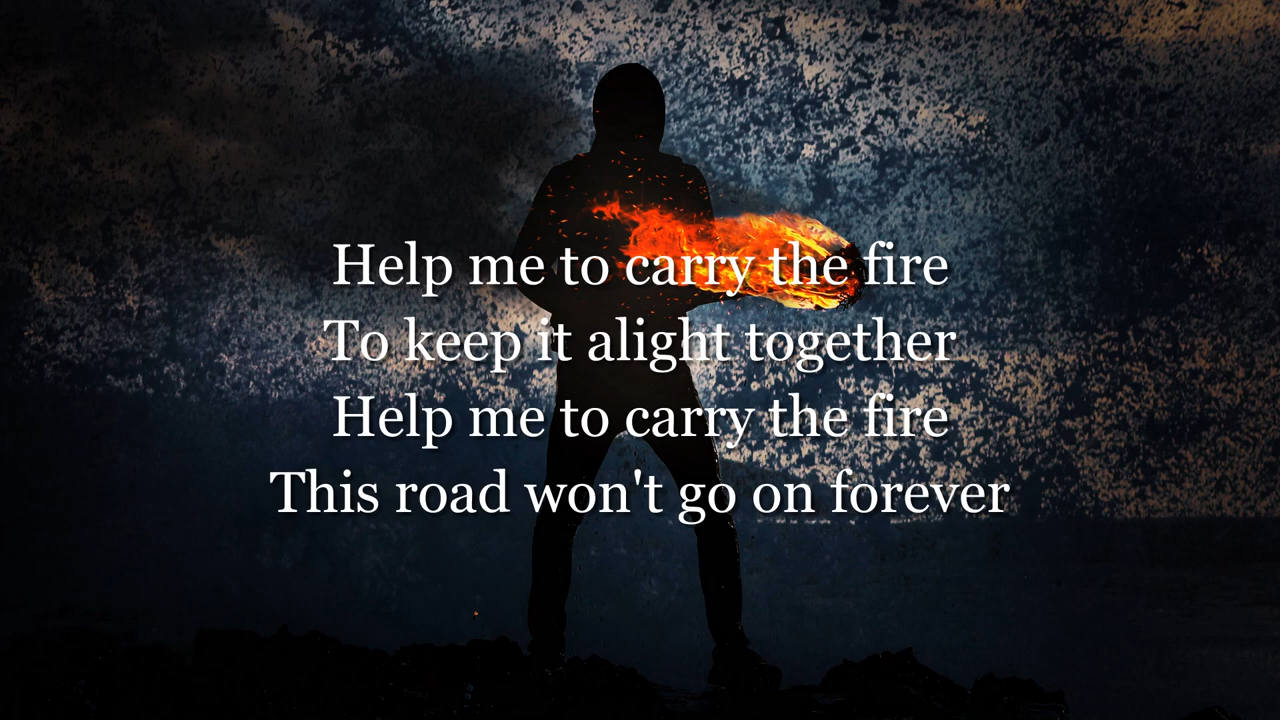 Help me to carry the fire
To keep it alight together
Help me to carry the fire
This road won't go on forever